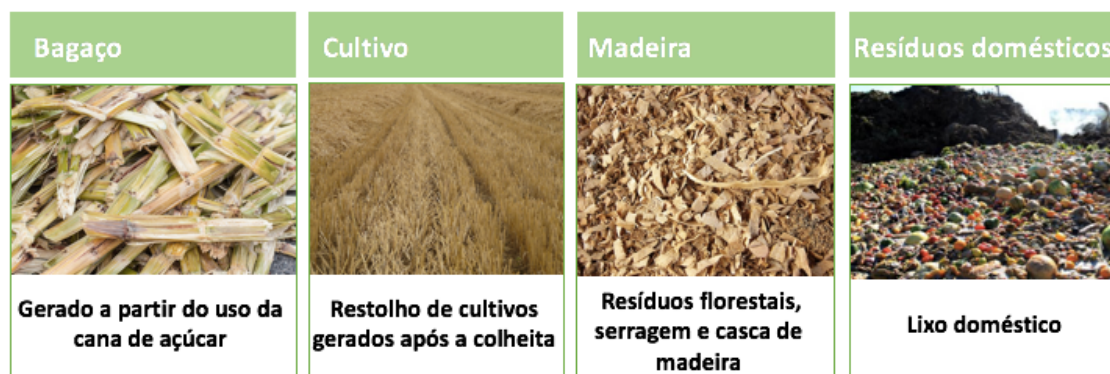 Bagaço
Cultivo
Madeira
Resíduos domésticos
Gerado a partir do uso da
cana de açúcar
Restolho de cultivos
gerados após a colheita
Resíduos florestais,
serragem e casca de
madeira
Lixo doméstico